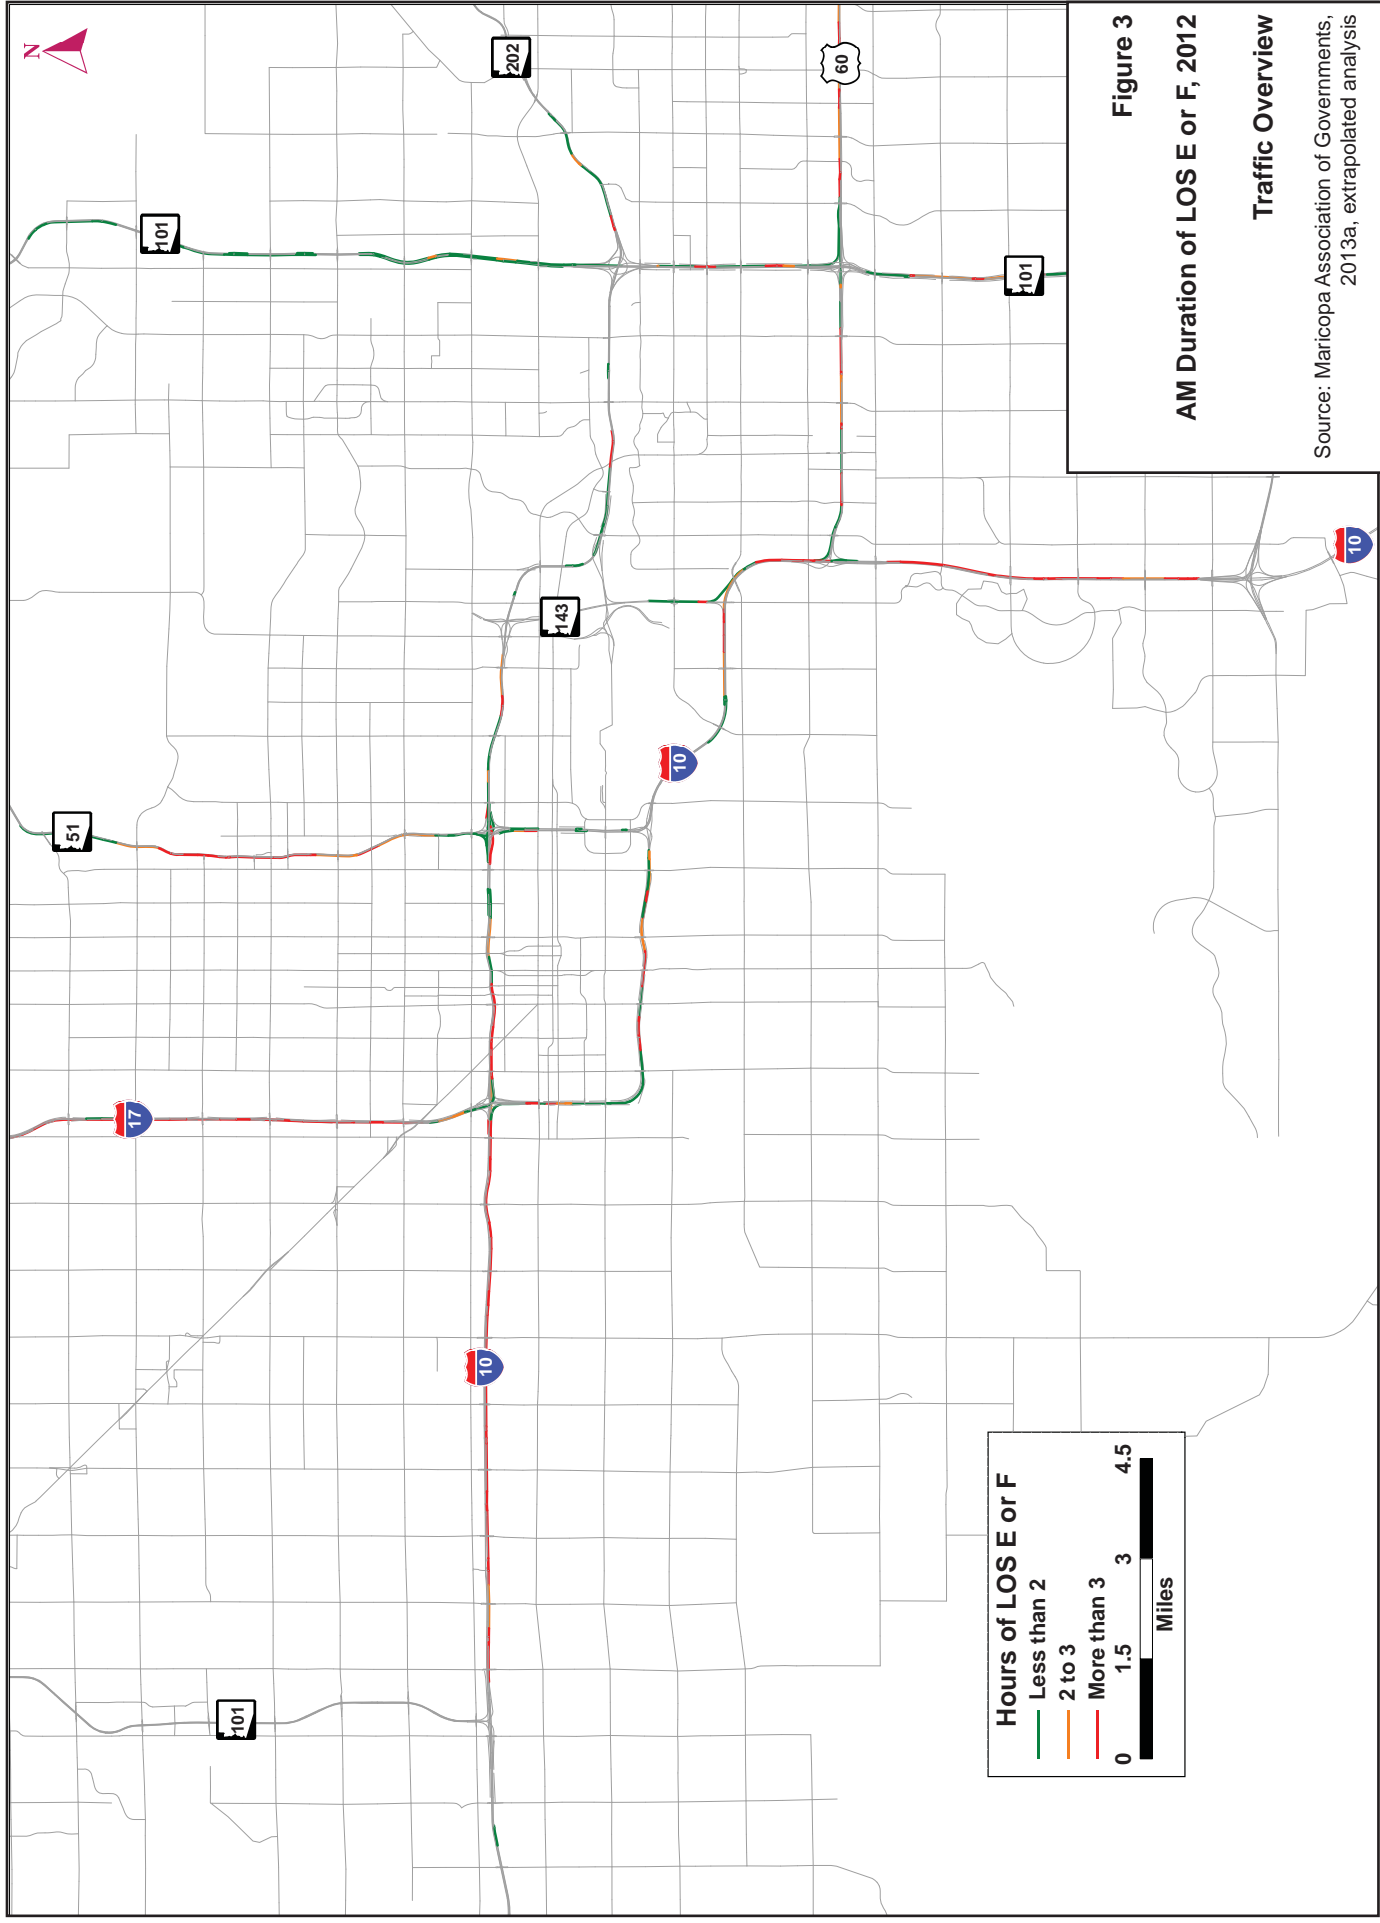 N
202
60
101
101
10
143
10
51
17
10
101
Hours of LOS E or F
Less than 2
2 to 3
More than 3
0 1.5 3 4.5
Miles
Figure 3
AM Duration of LOS E or F, 2012
Traffic Overview
Source: Maricopa Association of Governments,
2013a, extrapolated analysis